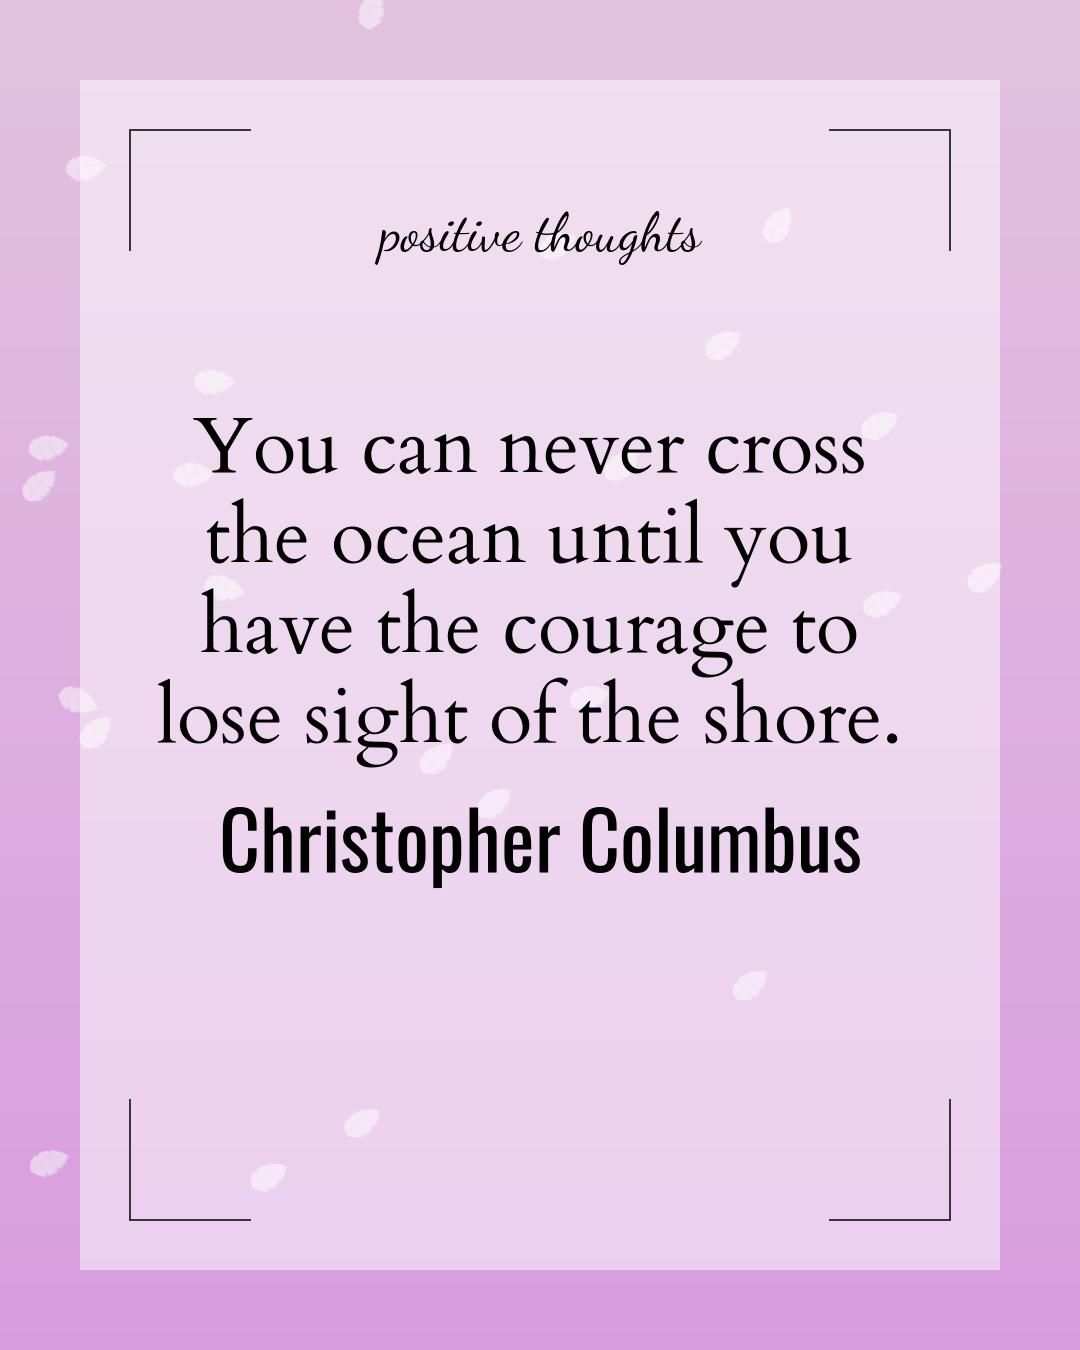 positive thoughts
You can never cross
the ocean until you
have the courage to
lose sight of the shore.
Christopher Columbus